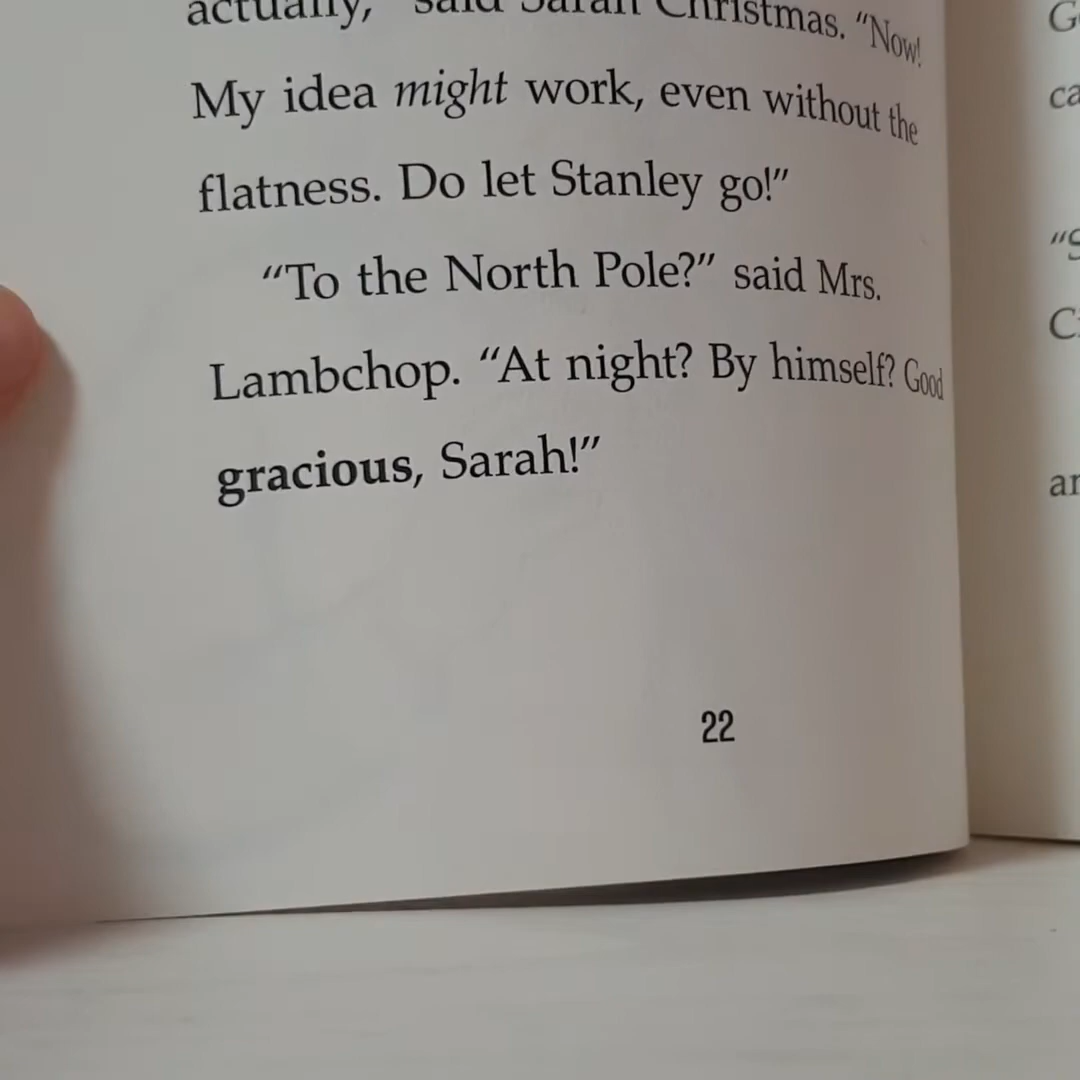 actually," said Sarah Christmas. "Now!
My idea might work, even without the
flatness. Do let Stanley go!"
"To the North Pole?" said Mrs.
Lambchop. "At night? By himself? Good
gracious, Sarah!"
22